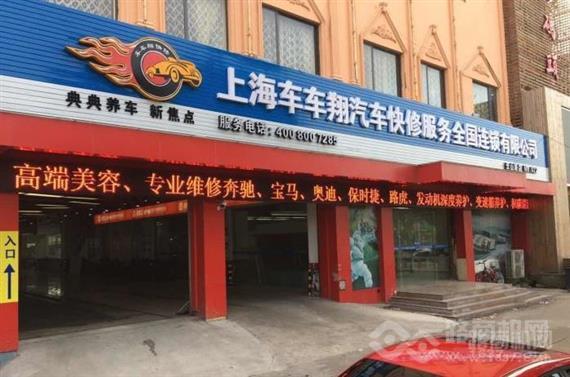 上海车车翔汽车快修服务全国连锁有限公司
典典养车 新焦点
服务电话:400 800 7285
高端美容、专业维修奔驰、宝马、奥迪、保时捷、路虎、发动机深度养护、变速箱养护、
入口